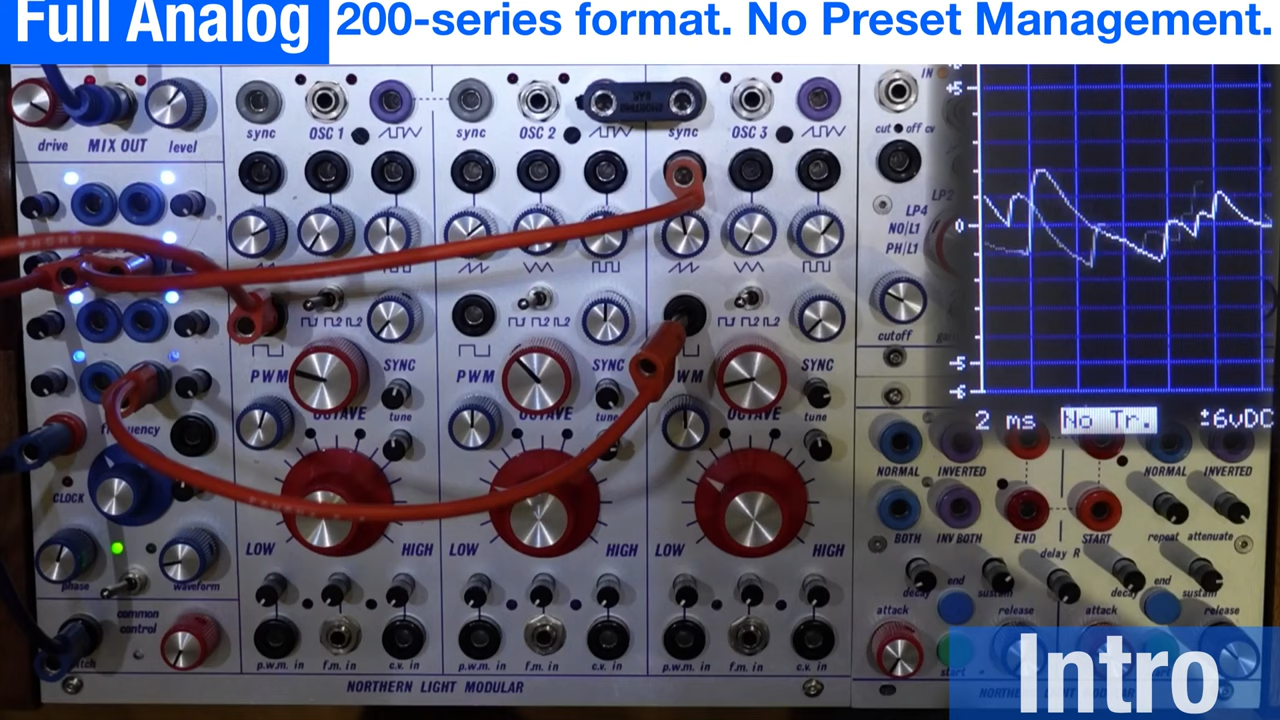 Full Analog
200-series format. No Preset Management.
drive MIX OUT level
sync OSC 1
sync OSC 2
sync OSC 3
IN
cut off cv
LP2
LP4
NO/L1
PH/L1
cutoff
+5
0
-5
-6
2 ms No Tr. ±6vDC
PWM SYNC
PWM SYNC
WM SYNC
OCTAVE tune
OCTAVE tune
OCTAVE tune
CLOCK
LOW HIGH
LOW HIGH
LOW HIGH
phase waveform
common
control
p.w.m. in f.m. in c.v. in
p.w.m. in f.m. in c.v. in
p.w.m. in f.m. in c.v. in
NORTHERN LIGHT MODULAR
NORMAL INVERTED NORMAL INVERTED
BOTH INV BOTH END START repeat attenuate
delay R
decay end sustain decay end sustain
attack release attack release
start
NORTHERN LIGHT MODULAR
Intro